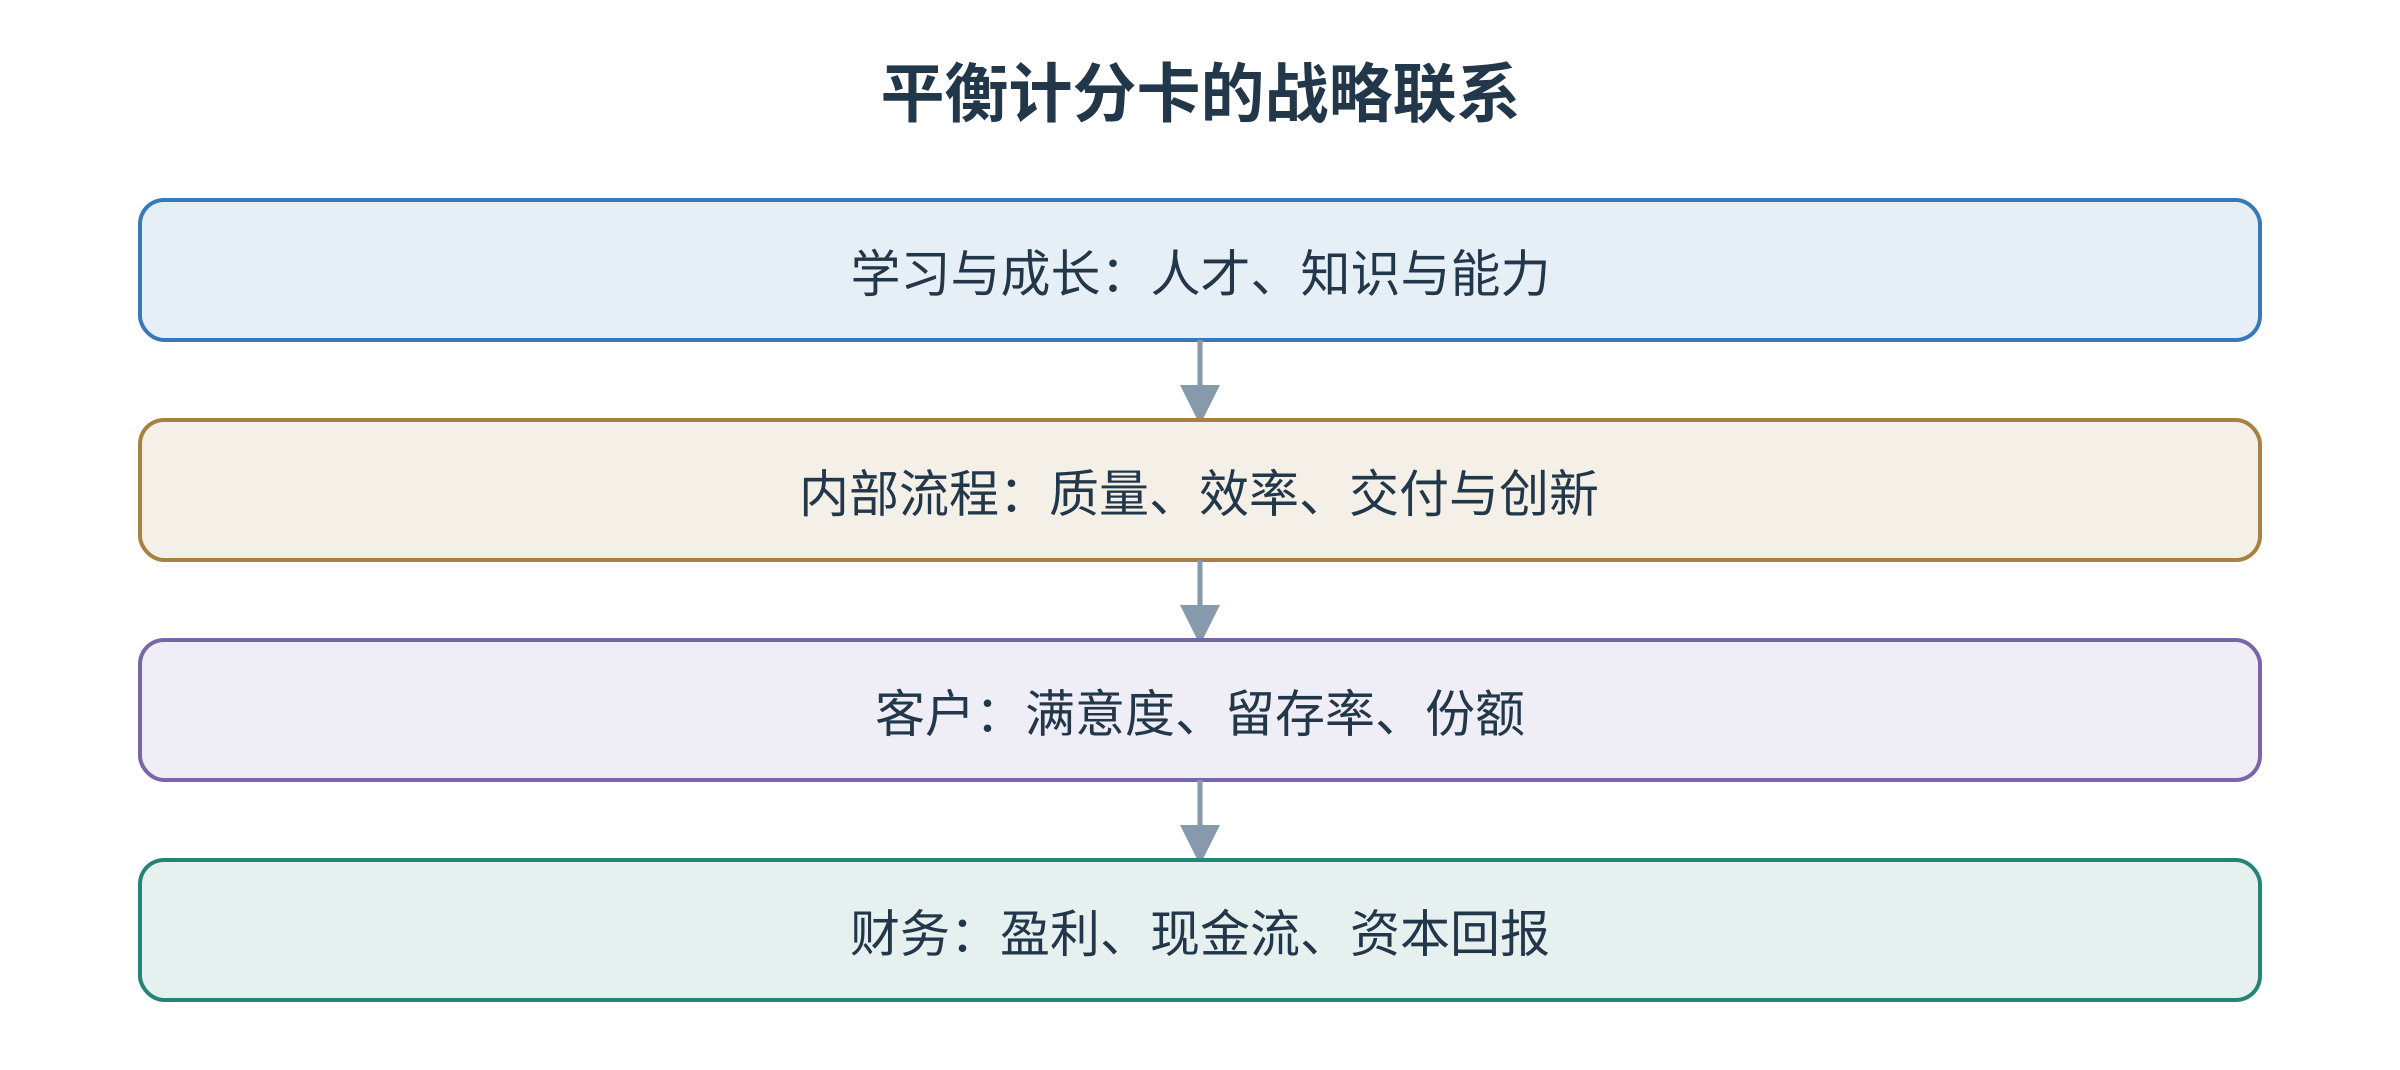 平衡计分卡的战略联系
学习与成长：人才、知识与能力
内部流程：质量、效率、交付与创新
客户：满意度、留存率、份额
财务：盈利、现金流、资本回报